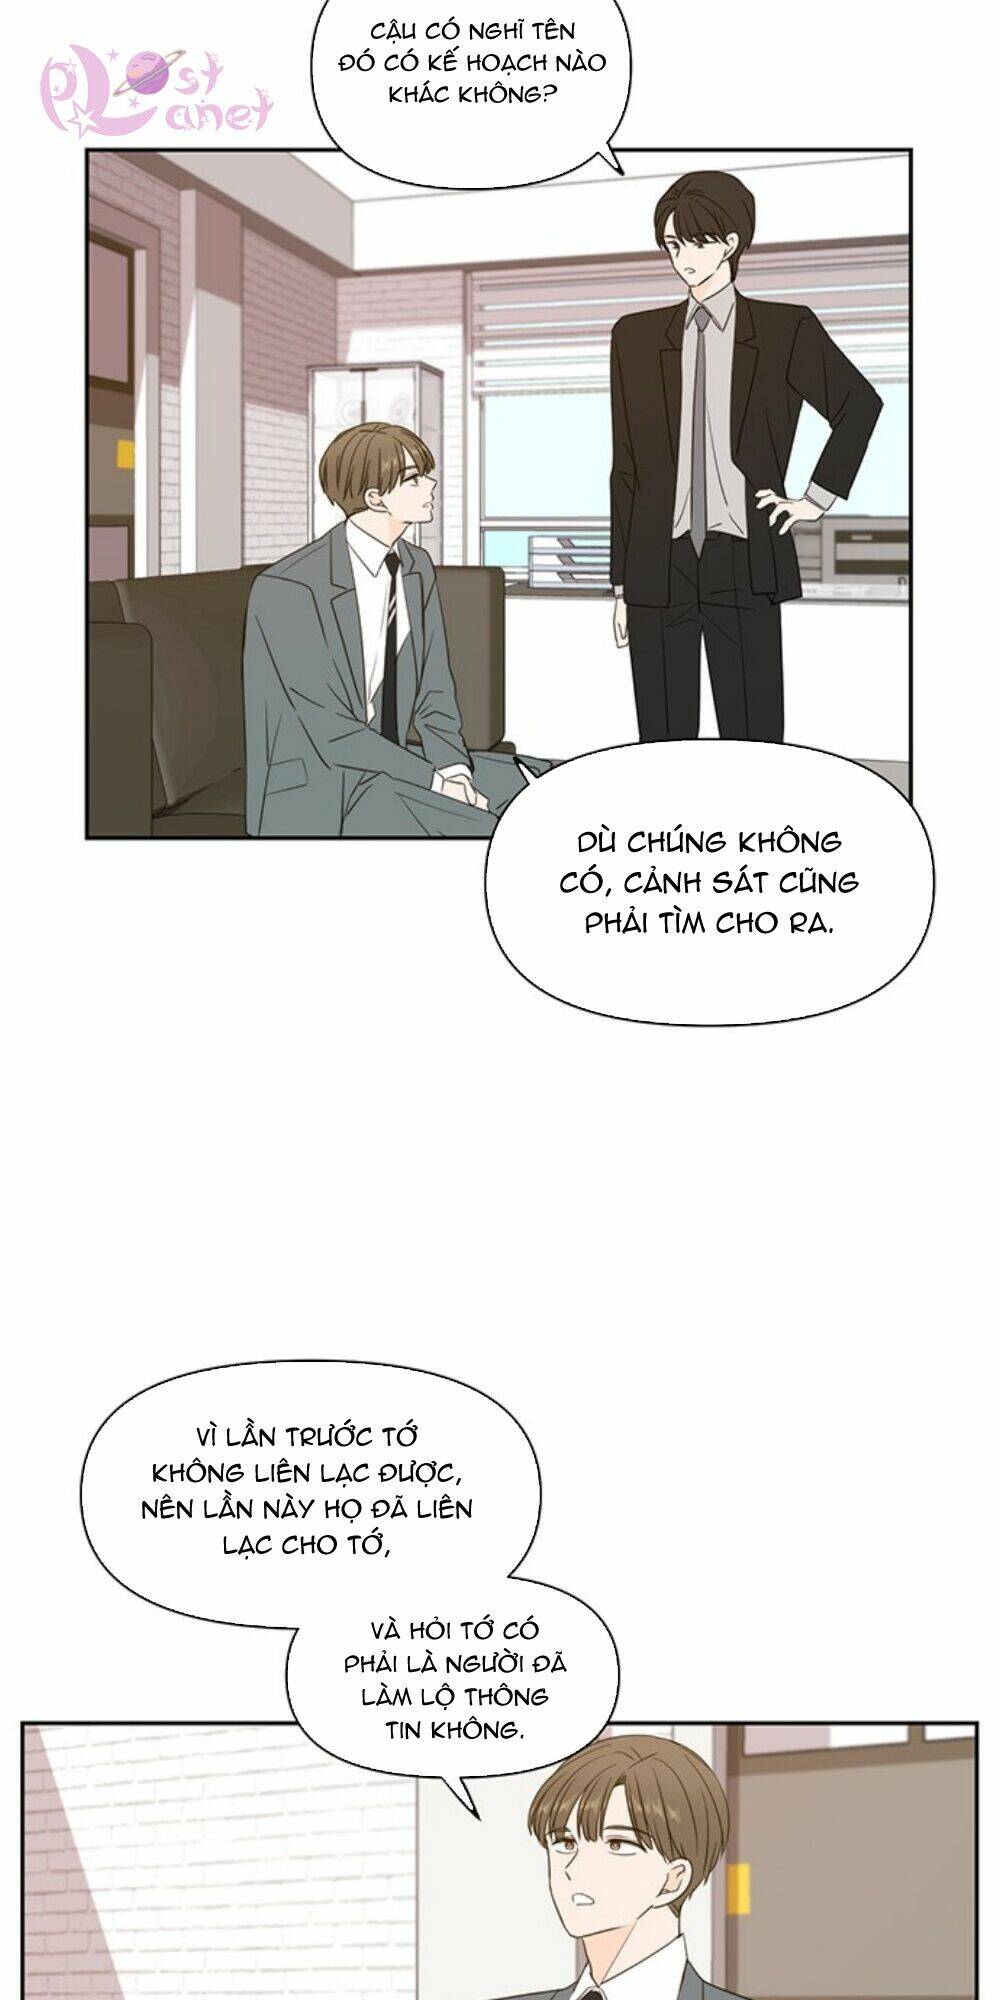 CẬU CÓ NGHĨ TÊN
ĐÓ CÓ KẾ HOẠCH NÀO
KHÁC KHÔNG?
Lost
Planet
DÙ CHÚNG KHÔNG
CÓ, CẢNH SÁT CŨNG
PHẢI TÌM CHO RA.
VÌ LẦN TRƯỚC TỚ
KHÔNG LIÊN LẠC ĐƯỢC,
NÊN LẦN NÀY HỌ ĐÃ LIÊN
LẠC CHO TỚ,
VÀ HỎI TỚ CÓ
PHẢI LÀ NGƯỜI ĐÃ
LÀM LỘ THÔNG
TIN KHÔNG.